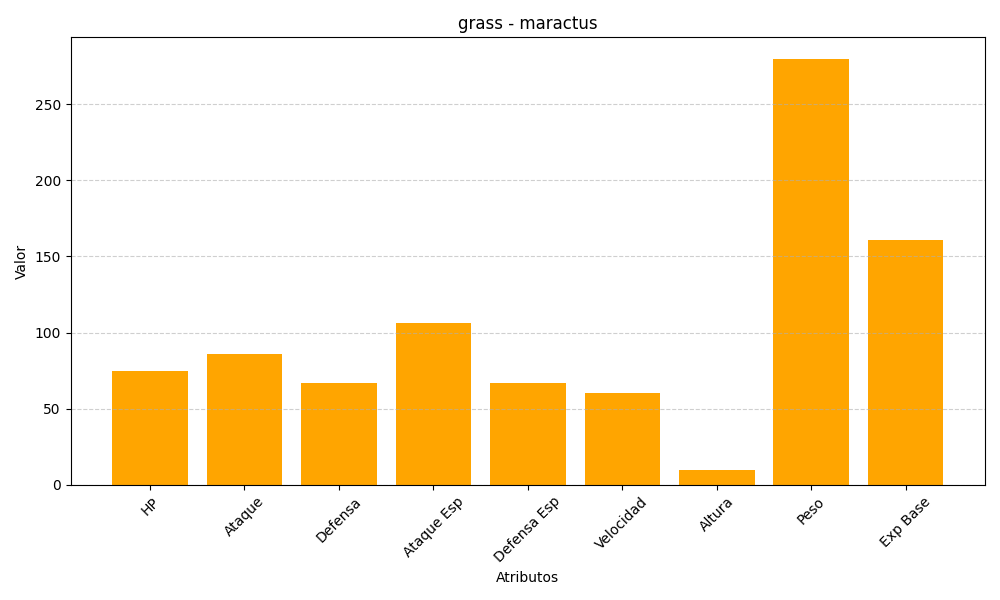 grass - maractus
Valor
250
200
150
100
50
0
HP
Ataque
Defensa
Ataque Esp
Defensa Esp
Velocidad
Altura
Peso
Exp Base
Atributos